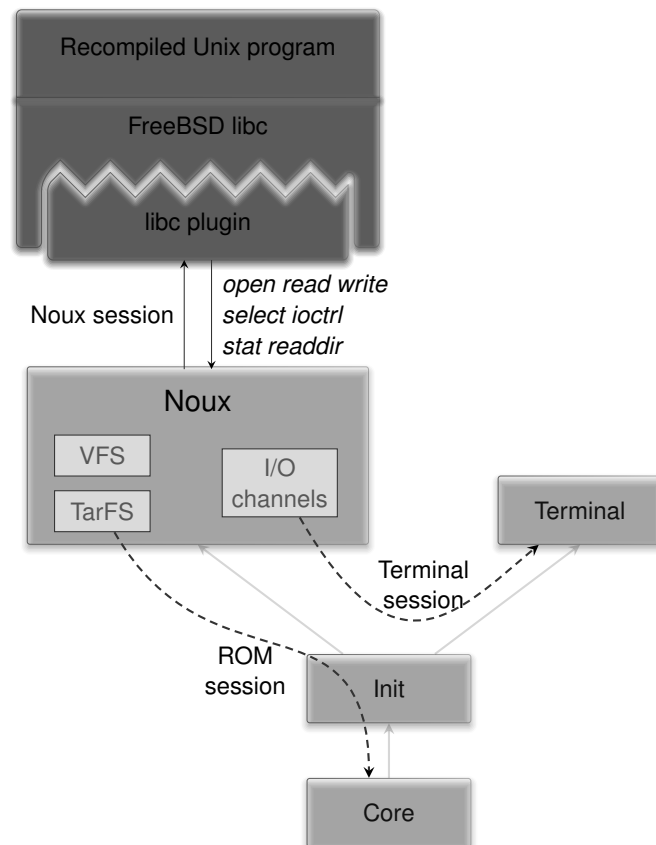 Recompiled Unix program
FreeBSD libc
libc plugin
Noux session
open read write
select ioctrl
stat readdir
Noux
VFS
TarFS
I/O
channels
Terminal
Terminal
session
ROM
session
Init
Core